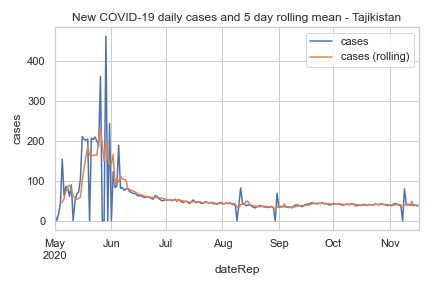 New COVID-19 daily cases and 5 day rolling mean - Tajikistan
cases
cases (rolling)
400
300
200
100
0
cases
May Jun Jul Aug Sep Oct Nov
2020
dateRep